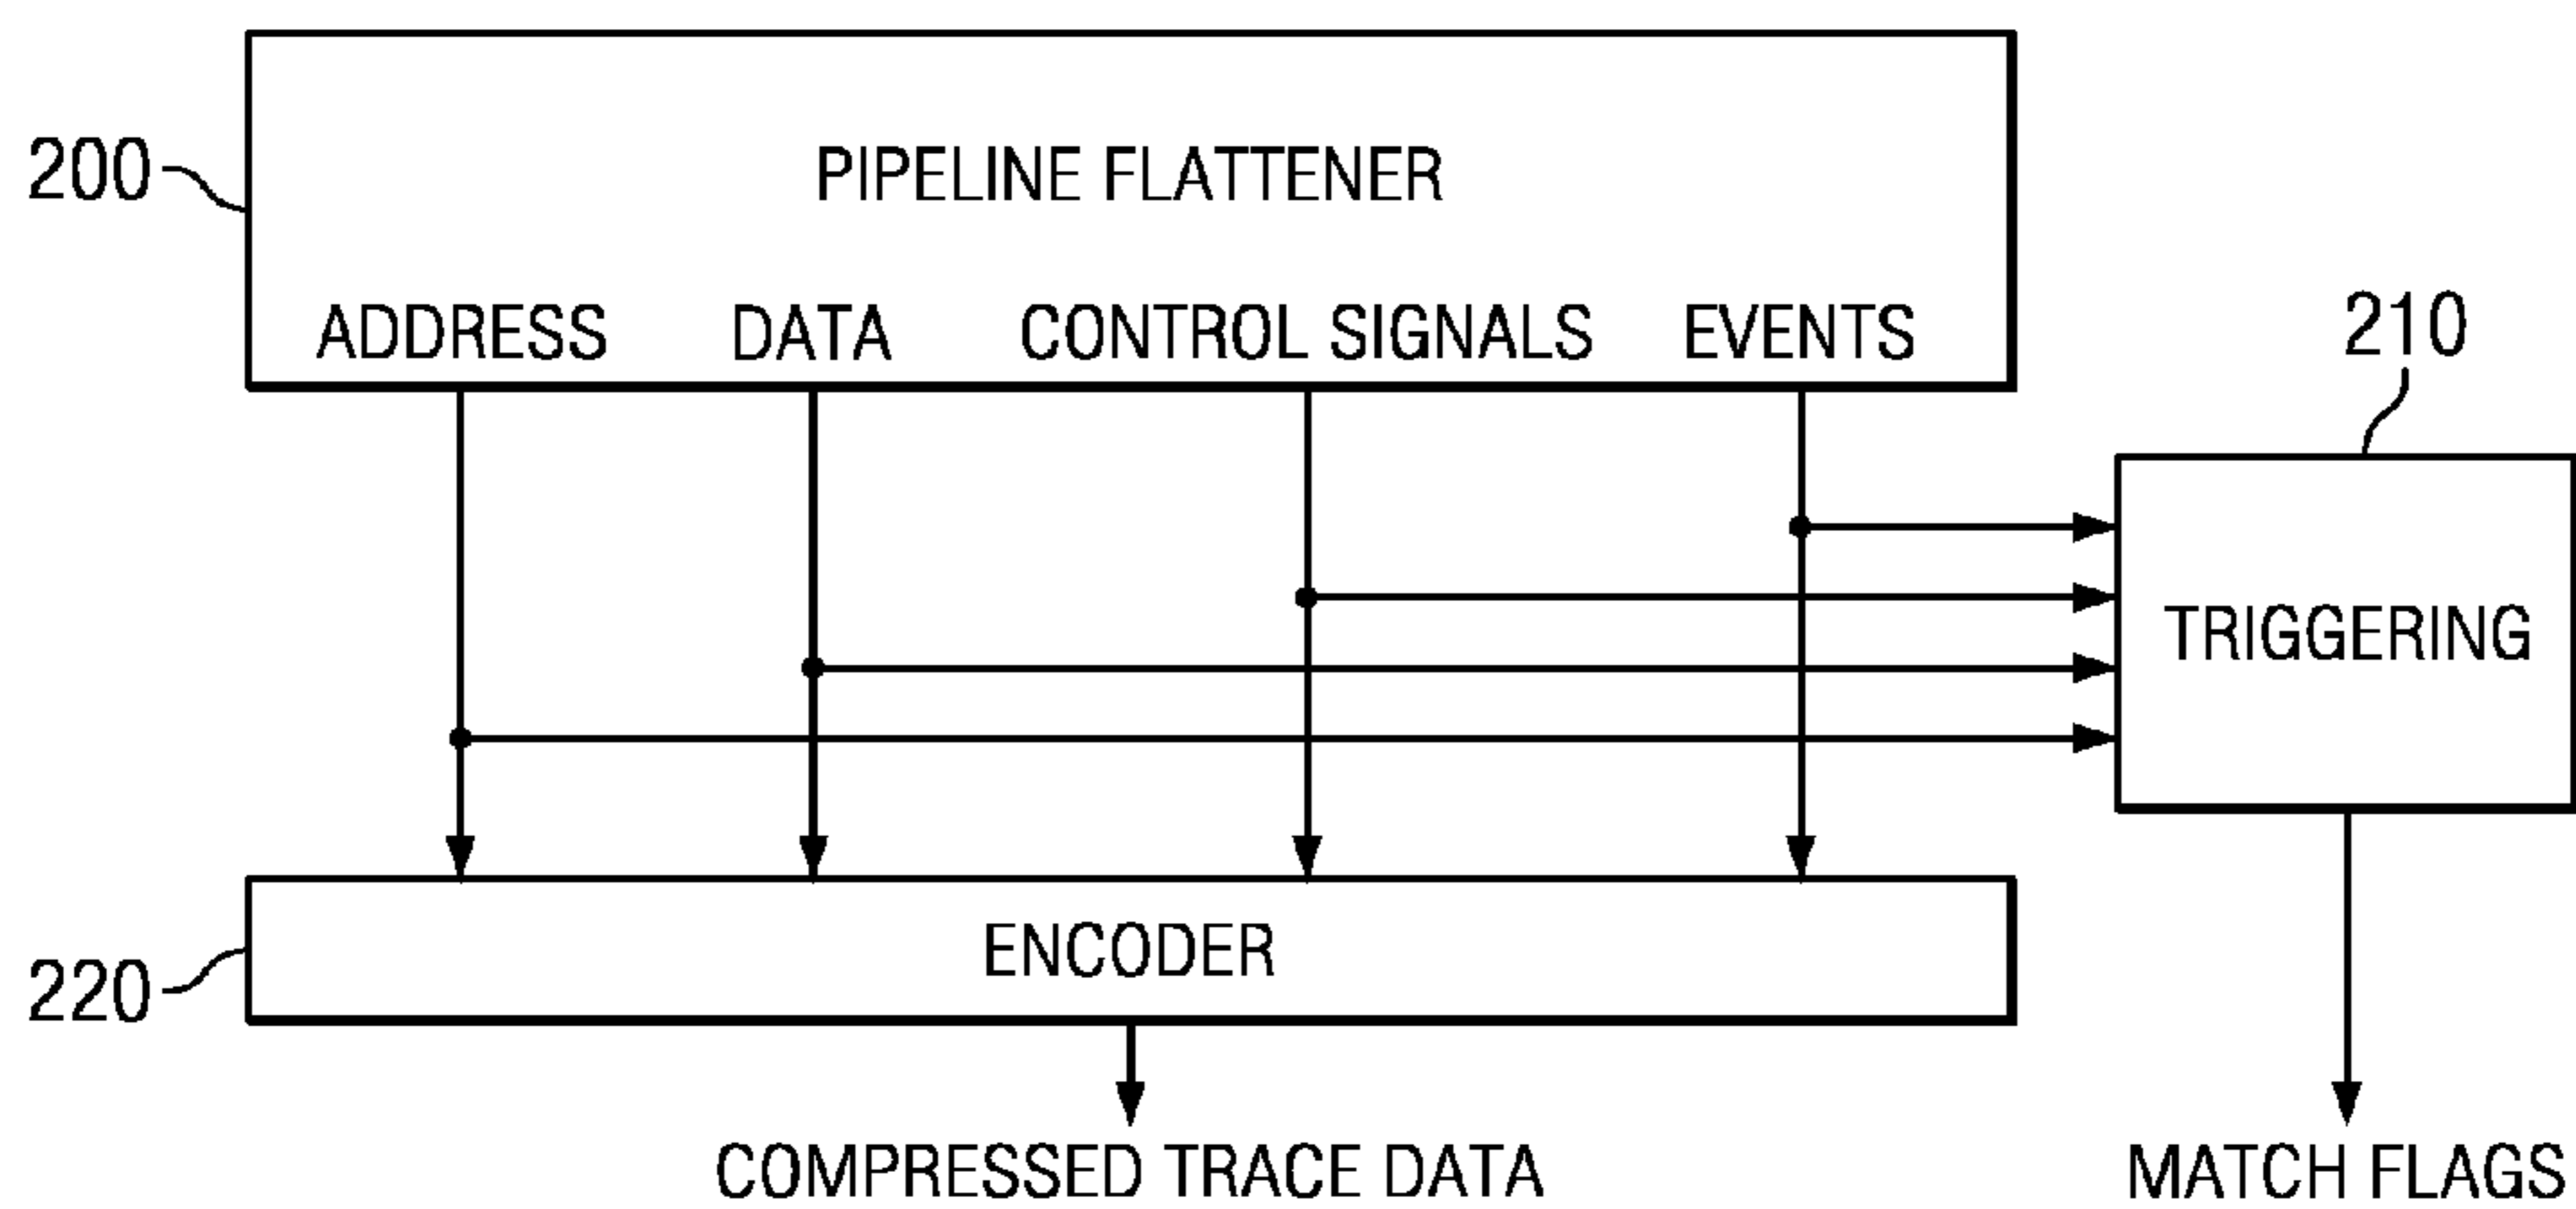 200
PIPELINE FLATTENER
ADDRESS DATA CONTROL SIGNALS EVENTS
210
TRIGGERING
220
ENCODER
COMPRESSED TRACE DATA
MATCH FLAGS